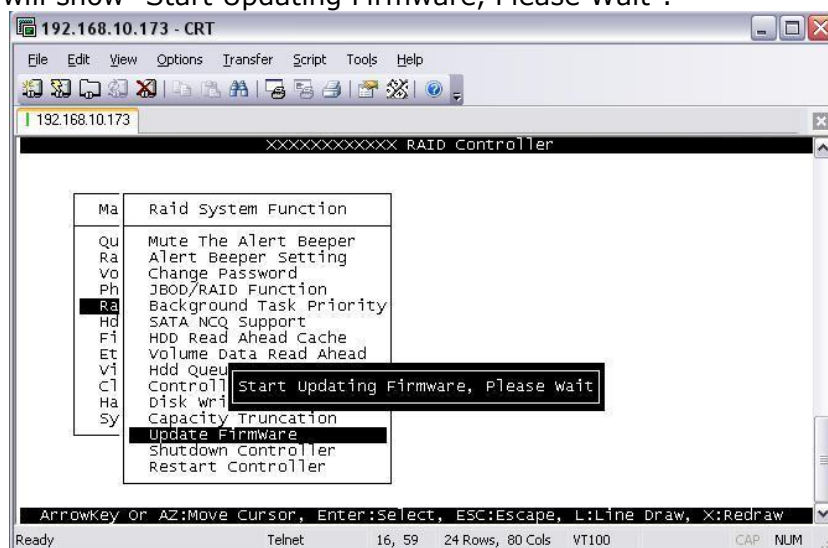 will show "Start Updating Firmware, Please Wait".
192.168.10.173 - CRT
File Edit View Options Transfer Script Tools Help
192.168.10.173
XXXXXXXXXXXX RAID Controller
Ma
Raid System Function
Qu
Mute The Alert Beeper
Ra
Alert Beeper Setting
Vo
Change Password
Ph
JBOD/RAID Function
Ra
Background Task Priority
Hd
SATA NCQ Support
Fi
HDD Read Ahead Cache
Et
Volume Data Read Ahead
Vi
Hdd Queu
Cl
Controll
Start Updating Firmware, Please Wait
Ha
Disk Wri
Sy
Capacity Truncation
Update FirmWare
Shutdown Controller
Restart Controller
ArrowKey Or AZ:Move Cursor, Enter:Select, ESC:Escape, L:Line Draw, X:Redraw
Ready Telnet 16, 59 24 Rows, 80 Cols VT100 CAP NUM